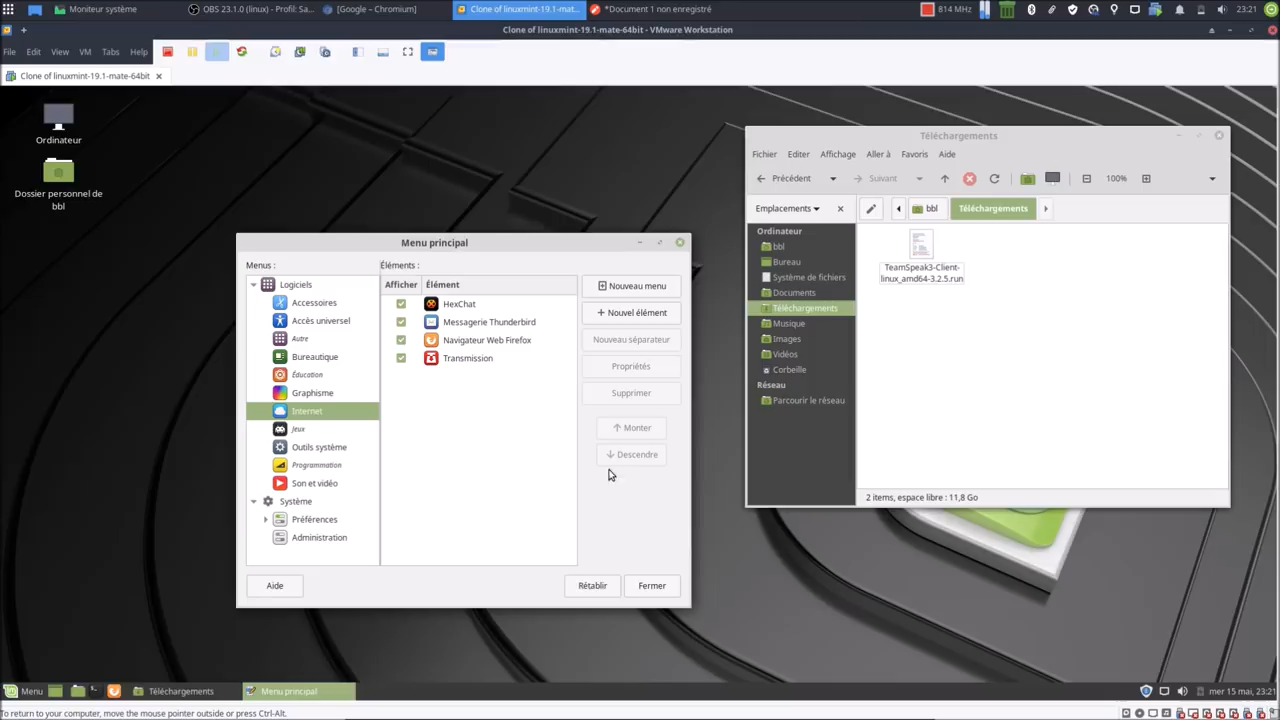 Moniteur système
OBS 23.1.0 (linux) - Profil: Sa...
[Google – Chromium]
Clone of linuxmint-19.1-mat...
*Document 1 non enregistré
814 MHz
23:21
Clone of linuxmint-19.1-mate-64bit - VMware Workstation
File Edit View VM Tabs Help
Clone of linuxmint-19.1-mate-64bit
Ordinateur
Dossier personnel de
bbl
Menu principal
Menus :
Éléments :
Logiciels
Accessoires
Accès universel
Autre
Bureautique
Éducation
Graphisme
Internet
Jeux
Outils système
Programmation
Son et vidéo
Système
Préférences
Administration
Afficher Élément
HexChat
Messagerie Thunderbird
Navigateur Web Firefox
Transmission
Nouveau menu
Nouvel élément
Nouveau séparateur
Propriétés
Supprimer
Monter
Descendre
Aide
Rétablir
Fermer
Téléchargements
Fichier Editer Affichage Aller à Favoris Aide
Précédent Suivant 100%
Emplacements
bbl
Téléchargements
Ordinateur
bbl
Bureau
Système de fichiers
Documents
Téléchargements
Musique
Images
Vidéos
Corbeille
Réseau
Parcourir le réseau
TeamSpeak3-Client-
linux_amd64-3.2.5.run
2 items, espace libre : 11,8 Go
Menu
Téléchargements
Menu principal
mer 15 mai, 23:21
To return to your computer, move the mouse pointer outside or press Ctrl-Alt.